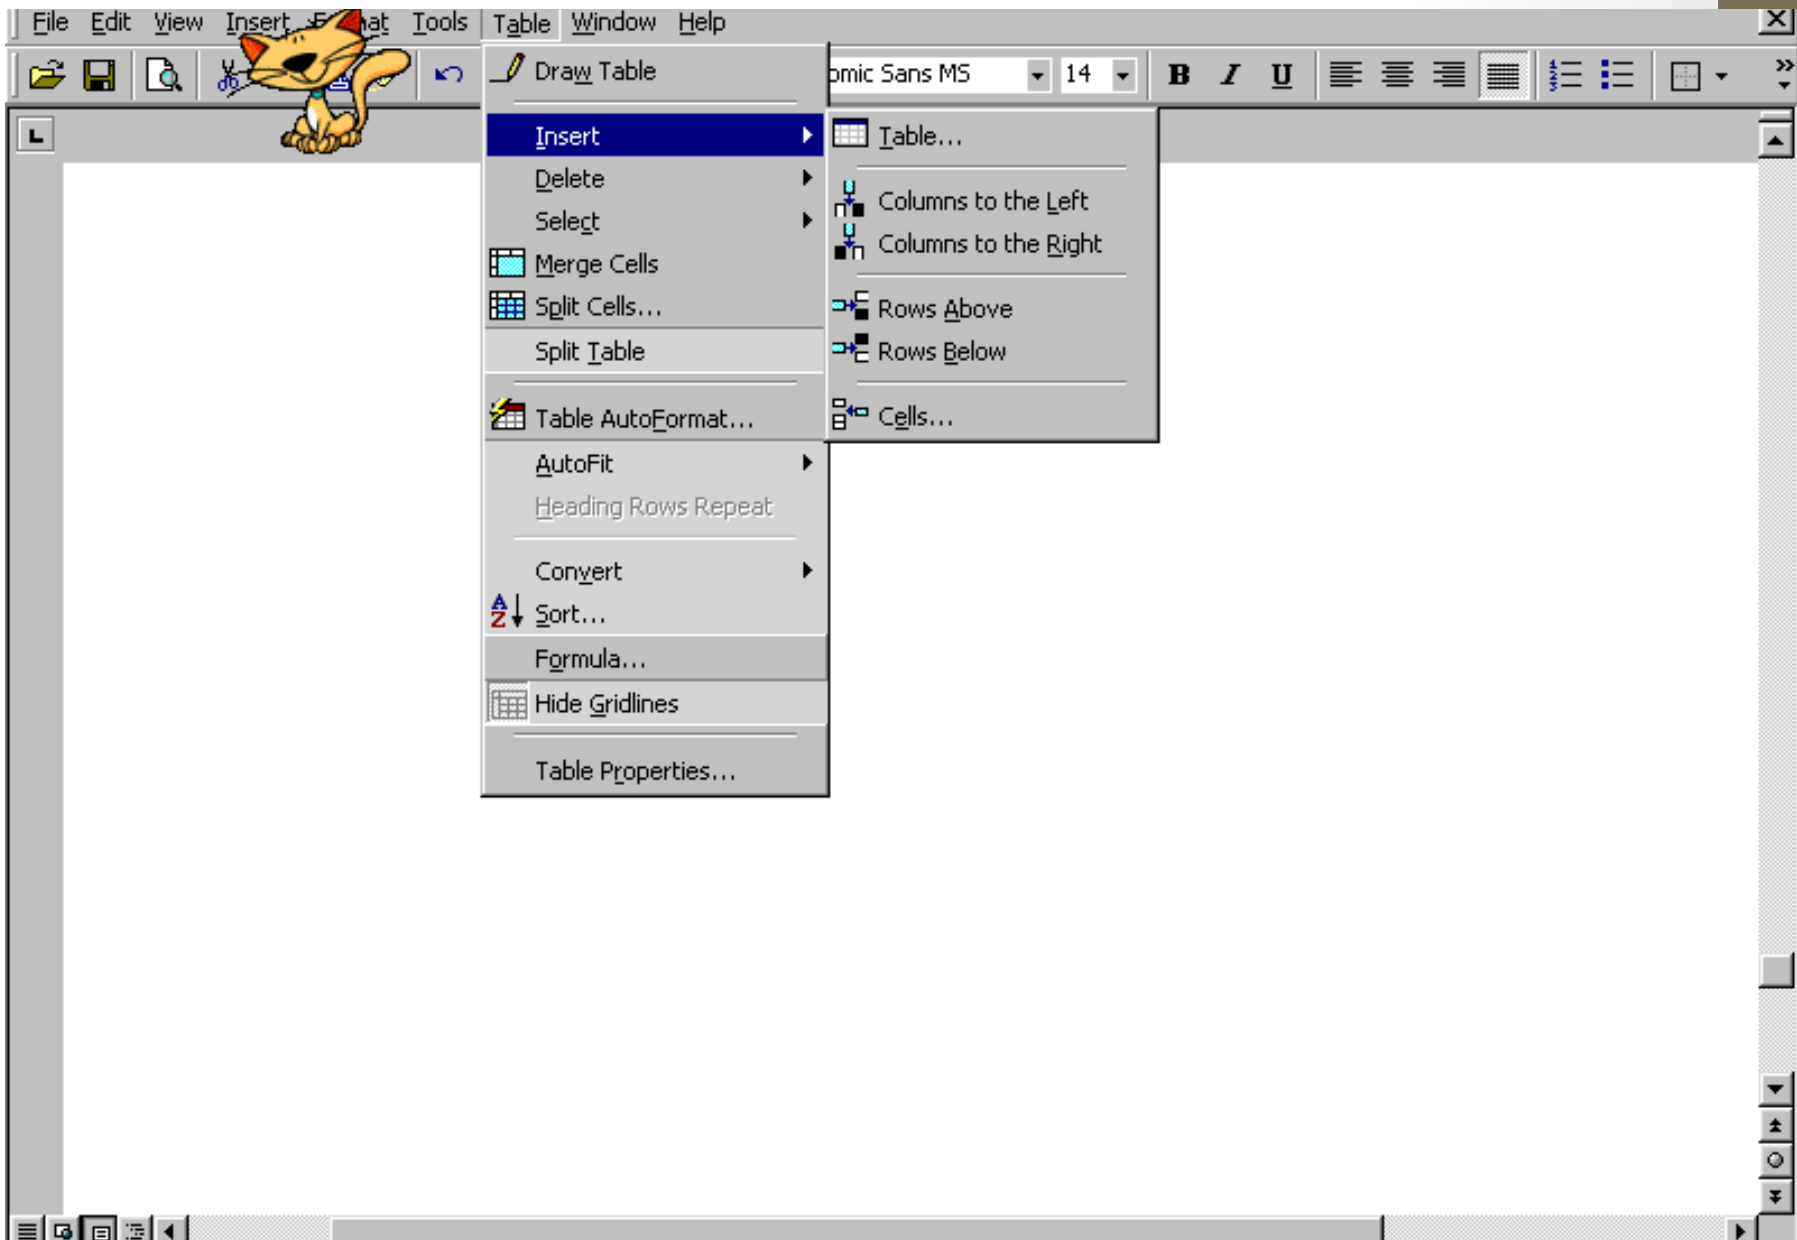 File Edit View Insert Format Tools Table Window Help
omic Sans MS 14 B I U
Draw Table
Insert
Delete
Select
Merge Cells
Split Cells...
Split Table
Table AutoFormat...
AutoFit
Heading Rows Repeat
Convert
Sort...
Formula...
Hide Gridlines
Table Properties...
Table...
Columns to the Left
Columns to the Right
Rows Above
Rows Below
Cells...